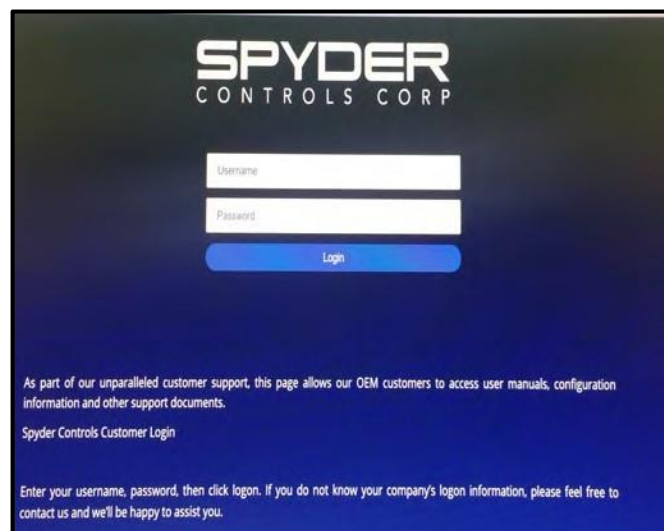 SPYDER
CONTROLS CORP
Username
Password
Login
As part of our unparalleled customer support, this page allows our OEM customers to access user manuals, configuration
information and other support documents.
Spyder Controls Customer Login
Enter your username, password, then click logon. If you do not know your company's logon information, please feel free to
contact us and we'll be happy to assist you.